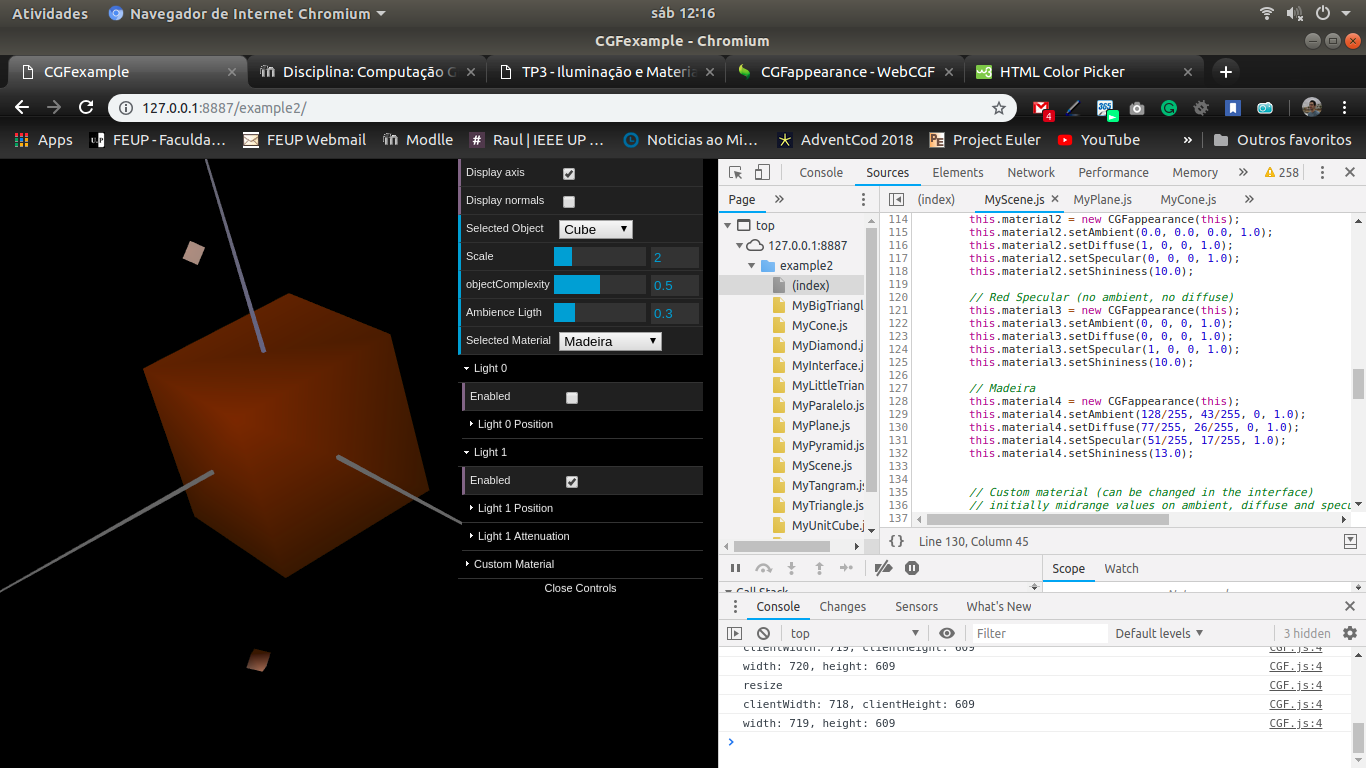 Atividades Navegador de Internet Chromium sáb 12:16
CGFexample - Chromium
CGFexample Disciplina: Computação G TP3 - Iluminação e Materia CGFappearance - WebCGF HTML Color Picker
127.0.0.1:8887/example2/ 4 365
Apps U.P FEUP - Faculda... FEUP Webmail Modlle Raul | IEEE UP ... Noticias ao Mi... AdventCod 2018 Project Euler YouTube » Outros favoritos
Display axis
Display normals
Selected Object Cube
Scale 2
objectComplexity 0.5
Ambience Ligth 0.3
Selected Material Madeira
Light 0
Enabled
Light 0 Position
Light 1
Enabled
Light 1 Position
Light 1 Attenuation
Custom Material
Close Controls
Console Sources Elements Network Performance Memory » 258
Page » (index) MyScene.js MyPlane.js MyCone.js »
top
127.0.0.1:8887
example2
(index)
MyBigTriangl
MyCone.js
MyDiamond.j
MyInterface.j
MyLittleTrian
MyParalelo.js
MyPlane.js
MyPyramid.js
MyScene.js
MyTangram.js
MyTriangle.js
MyUnitCube.j
114 this.material2 = new CGFappearance(this);
115 this.material2.setAmbient(0.0, 0.0, 0.0, 1.0);
116 this.material2.setDiffuse(1, 0, 0, 1.0);
117 this.material2.setSpecular(0, 0, 0, 1.0);
118 this.material2.setShininess(10.0);
119
120 // Red Specular (no ambient, no diffuse)
121 this.material3 = new CGFappearance(this);
122 this.material3.setAmbient(0, 0, 0, 1.0);
123 this.material3.setDiffuse(0, 0, 0, 1.0);
124 this.material3.setSpecular(1, 0, 0, 1.0);
125 this.material3.setShininess(10.0);
126
127 // Madeira
128 this.material4 = new CGFappearance(this);
129 this.material4.setAmbient(128/255, 43/255, 0, 1.0);
130 this.material4.setDiffuse(77/255, 26/255, 0, 1.0);
131 this.material4.setSpecular(51/255, 17/255, 1.0);
132 this.material4.setShininess(13.0);
133
134
135 // Custom material (can be changed in the interface)
136 // initially midrange values on ambient, diffuse and specu
137
{} Line 130, Column 45
Scope Watch
Call Stack
Console Changes Sensors What's New
top Filter Default levels 3 hidden
clientWidth: 719, clientHeight: 609 CGF.js:4
width: 720, height: 609 CGF.js:4
resize CGF.js:4
clientWidth: 718, clientHeight: 609 CGF.js:4
width: 719, height: 609 CGF.js:4